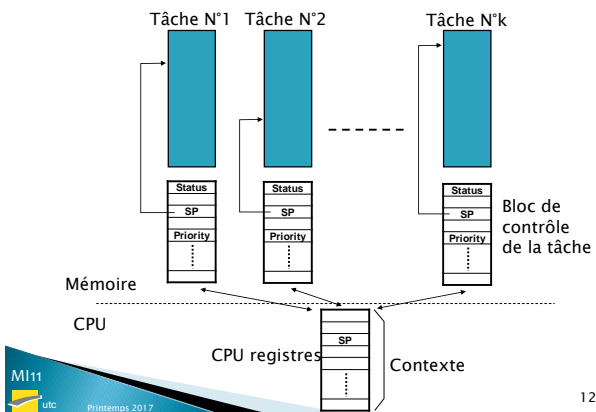 Tâche N°1 Tâche N°2 Tâche N°k
Status
SP
Priority
Status
SP
Priority
Status
SP
Priority
Bloc de
contrôle
de la tâche
Mémoire
CPU
SP
CPU registres
Contexte
MI11
utc
Printemps 2017
12